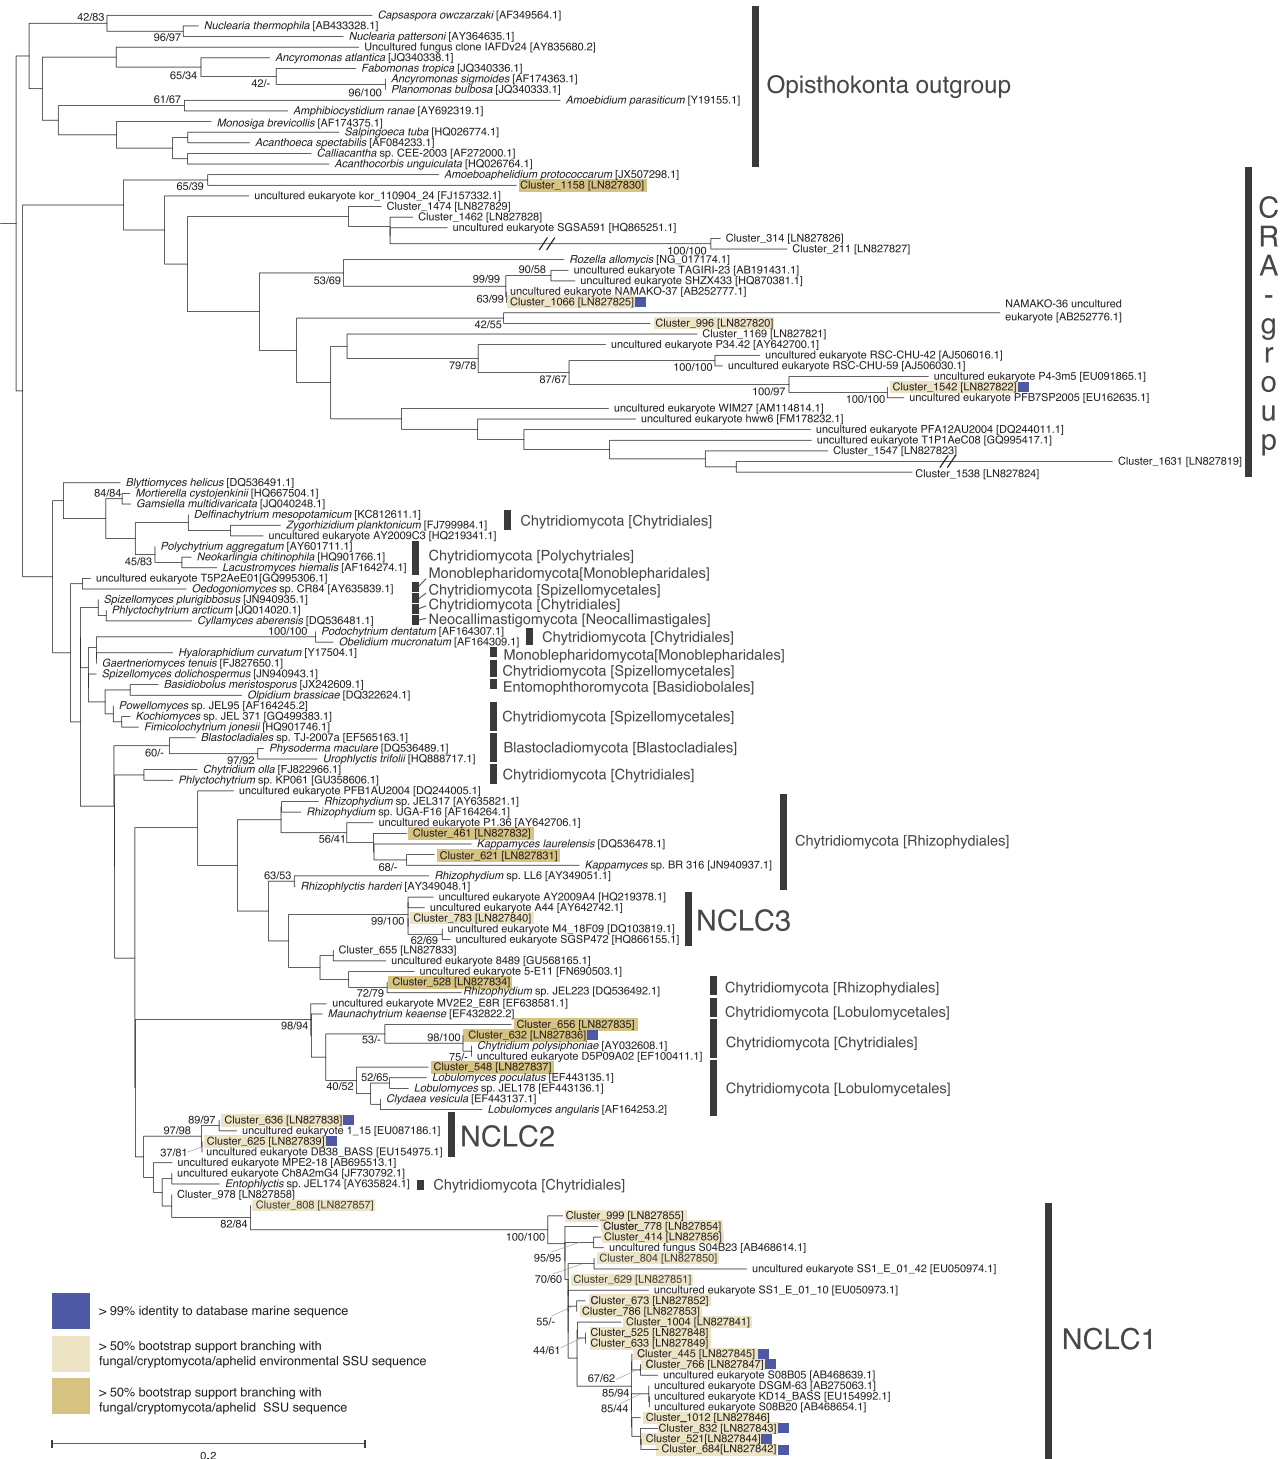 42/83
Capsaspora owczarzaki [AF349564.1]
Nuclearia thermophila [AB433328.1]
96/97
Nuclearia pattersoni [AY364635.1]
Uncultured fungus clone IAFDv24 [AY835680.2]
Ancyromonas atlantica [JQ340338.1]
65/34
Fabomonas tropica [JQ340336.1]
42/-
Ancyromonas sigmoides [AF174363.1]
96/100
Planomonas bulbosa [JQ340333.1]
Opisthokonta outgroup
61/67
Amoebidium parasiticum [Y19155.1]
Amphibiocystidium ranae [AY692319.1]
Monosiga brevicollis [AF174375.1]
Salpingoeca tuba [HQ026774.1]
Acanthoeca spectabilis [AF084233.1]
Calliacantha sp. CEE-2003 [AF272000.1]
Acanthocorbis unguiculata [HQ026764.1]
Amoeboaphelidium protococcarum [JX507298.1]
65/39
Cluster_1158 [LN827830]
uncultured eukaryote kor_110904_24 [FJ157332.1]
Cluster_1474 [LN827829]
Cluster_1462 [LN827828]
uncultured eukaryote SGSA591 [HQ865251.1]
Cluster_314 [LN827826]
100/100
Cluster_211 [LN827827]
Rozella allomycis [NG_017174.1]
53/69
90/58
uncultured eukaryote TAGIRI-23 [AB191431.1]
99/99
uncultured eukaryote SHZX433 [HQ870381.1]
uncultured eukaryote NAMAKO-37 [AB252777.1]
63/99
Cluster_1066 [LN827825]
NAMAKO-36 uncultured
eukaryote [AB252776.1]
42/55
Cluster_996 [LN827820]
Cluster_1169 [LN827821]
uncultured eukaryote P34.42 [AY642700.1]
79/78
uncultured eukaryote RSC-CHU-42 [AJ506016.1]
100/100
uncultured eukaryote RSC-CHU-59 [AJ506030.1]
87/67
uncultured eukaryote P4-3m5 [EU091865.1]
100/97
Cluster_1542 [LN827822]
100/100
uncultured eukaryote PFB7SP2005 [EU162635.1]
uncultured eukaryote WIM27 [AM114814.1]
uncultured eukaryote hww6 [FM178232.1]
uncultured eukaryote PFA12AU2004 [DQ244011.1]
uncultured eukaryote T1P1AeC08 [GQ995417.1]
Cluster_1547 [LN827823]
Cluster_1631 [LN827819]
Cluster_1538 [LN827824]
CRA-group
Blyttiomyces helicus [DQ536491.1]
84/84
Mortierella cystojenkinii [HQ667504.1]
Gamsiella multidivaricata [JQ040248.1]
Delfinachytrium mesopotamicum [KC812611.1]
Zygorhizidium planktonicum [FJ799984.1]
uncultured eukaryote AY2009C3 [HQ219341.1]
Chytridiomycota [Chytridiales]
Polychytrium aggregatum [AY601711.1]
45/83
Neokarlingia chitinophila [HQ901766.1]
Lacustromyces hiemalis [AF164274.1]
Chytridiomycota [Polychytriales]
uncultured eukaryote T5P2AeE01[GQ995306.1]
Oedogoniomyces sp. CR84 [AY635839.1]
Monoblepharidomycota[Monoblepharidales]
Spizellomyces plurigibbosus [JN940935.1]
Chytridiomycota [Spizellomycetales]
Phlyctochytrium arcticum [JQ014020.1]
Chytridiomycota [Chytridiales]
Cyllamyces aberensis [DQ536481.1]
Neocallimastigomycota [Neocallimastigales]
100/100
Podochytrium dentatum [AF164307.1]
Obelidium mucronatum [AF164309.1]
Chytridiomycota [Chytridiales]
Hyaloraphidium curvatum [Y17504.1]
Monoblepharidomycota[Monoblepharidales]
Gaertneriomyces tenuis [FJ827650.1]
Spizellomyces dolichospermus [JN940943.1]
Chytridiomycota [Spizellomycetales]
Basidiobolus meristosporus [JX242609.1]
Entomophthoromycota [Basidiobolales]
Olpidium brassicae [DQ322624.1]
Powellomyces sp. JEL95 [AF164245.2]
Kochiomyces sp. JEL 371 [GQ499383.1]
Fimicolochytrium jonesii [HQ901746.1]
Chytridiomycota [Spizellomycetales]
Blastocladiales sp. TJ-2007a [EF565163.1]
60/-
Physoderma maculare [DQ536489.1]
97/92
Urophlyctis trifolii [HQ888717.1]
Blastocladiomycota [Blastocladiales]
Chytridium olla [FJ822966.1]
Phlyctochytrium sp. KP061 [GU358606.1]
Chytridiomycota [Chytridiales]
uncultured eukaryote PFB1AU2004 [DQ244005.1]
Rhizophydium sp. JEL317 [AY635821.1]
Rhizophydium sp. UGA-F16 [AF164264.1]
uncultured eukaryote P1.36 [AY642706.1]
56/41
Cluster_461 [LN827832]
Kappamyces laurelensis [DQ536478.1]
Cluster_621 [LN827831]
68/-
Kappamyces sp. BR 316 [JN940937.1]
Chytridiomycota [Rhizophydiales]
63/53
Rhizophydium sp. LL6 [AY349051.1]
Rhizophlyctis harderi [AY349048.1]
uncultured eukaryote AY2009A4 [HQ219378.1]
uncultured eukaryote A44 [AY642742.1]
99/100
Cluster_783 [LN827840]
uncultured eukaryote M4_18F09 [DQ103819.1]
62/69
uncultured eukaryote SGSP472 [HQ866155.1]
NCLC3
Cluster_655 [LN827833]
uncultured eukaryote 8489 [GU568165.1]
uncultured eukaryote 5-E11 [FN690503.1]
Cluster_528 [LN827834]
72/79
Rhizophydium sp. JEL223 [DQ536492.1]
Chytridiomycota [Rhizophydiales]
uncultured eukaryote MV2E2_E8R [EF638581.1]
98/94
Maunachytrium keaense [EF432822.2]
Chytridiomycota [Lobulomycetales]
Cluster_656 [LN827835]
53/-
98/100
Cluster_632 [LN827836]
Chytridium polysiphoniae [AY032608.1]
75/-
uncultured eukaryote D5P09A02 [EF100411.1]
Chytridiomycota [Chytridiales]
Cluster_548 [LN827837]
52/65
Lobulomyces poculatus [EF443135.1]
40/52
Lobulomyces sp. JEL178 [EF443136.1]
Clydaea vesicula [EF443137.1]
Lobulomyces angularis [AF164253.2]
Chytridiomycota [Lobulomycetales]
89/97
Cluster_636 [LN827838]
97/98
uncultured eukaryote 1_15 [EU087186.1]
Cluster_625 [LN827839]
37/81
uncultured eukaryote DB38_BASS [EU154975.1]
NCLC2
uncultured eukaryote MPE2-18 [AB695513.1]
uncultured eukaryote Ch8A2mG4 [JF730792.1]
Entophlyctis sp. JEL174 [AY635824.1]
Chytridiomycota [Chytridiales]
Cluster_978 [LN827858]
Cluster_808 [LN827857]
82/84
Cluster_999 [LN827855]
100/100
Cluster_778 [LN827854]
Cluster_414 [LN827856]
uncultured fungus S04B23 [AB468614.1]
95/95
Cluster_804 [LN827850]
uncultured eukaryote SS1_E_01_42 [EU050974.1]
70/60
Cluster_629 [LN827851]
uncultured eukaryote SS1_E_01_10 [EU050973.1]
Cluster_673 [LN827852]
Cluster_786 [LN827853]
55/-
Cluster_1004 [LN827841]
Cluster_525 [LN827848]
Cluster_633 [LN827849]
44/61
Cluster_445 [LN827845]
Cluster_766 [LN827847]
67/62
uncultured eukaryote S08B05 [AB468639.1]
uncultured eukaryote DSGM-63 [AB275063.1]
85/94
uncultured eukaryote KD14_BASS [EU154992.1]
85/44
uncultured eukaryote S08B20 [AB468654.1]
Cluster_1012 [LN827846]
Cluster_832 [LN827843]
Cluster_521[LN827844]
Cluster_684[LN827842]
NCLC1
> 99% identity to database marine sequence
> 50% bootstrap support branching with
fungal/cryptomycota/aphelid environmental SSU sequence
> 50% bootstrap support branching with
fungal/cryptomycota/aphelid SSU sequence
0.2